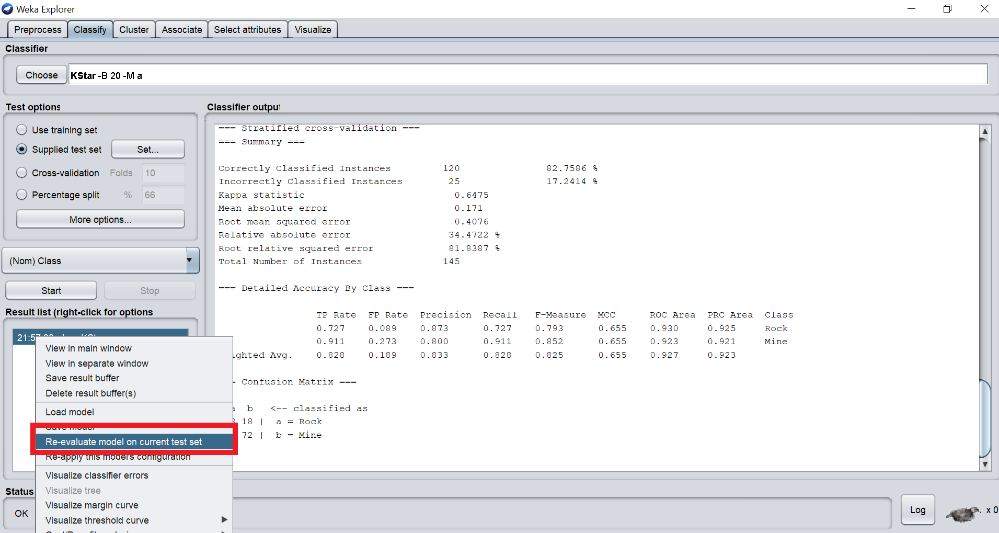 Weka Explorer
Preprocess Classify Cluster Associate Select attributes Visualize
Classifier
Choose KStar -B 20 -M a
Test options
Use training set
Supplied test set Set...
Cross-validation Folds 10
Percentage split % 66
More options...
(Nom) Class
Start Stop
Result list (right-click for options
21:57
View in main window
View in separate window
Save result buffer
Delete result buffer(s)
Load model
Save model
Re-evaluate model on current test set
Re-apply this model's configuration
Visualize classifier errors
Visualize tree
Visualize margin curve
Visualize threshold curve
Classifier output
=== Stratified cross-validation ===
=== Summary ===
Correctly Classified Instances 120 82.7586 %
Incorrectly Classified Instances 25 17.2414 %
Kappa statistic 0.6475
Mean absolute error 0.171
Root mean squared error 0.4076
Relative absolute error 34.4722 %
Root relative squared error 81.8387 %
Total Number of Instances 145
=== Detailed Accuracy By Class ===
TP Rate FP Rate Precision Recall F-Measure MCC ROC Area PRC Area Class
0.727 0.089 0.873 0.727 0.793 0.655 0.930 0.925 Rock
0.911 0.273 0.800 0.911 0.852 0.655 0.923 0.921 Mine
ghted Avg. 0.828 0.189 0.833 0.828 0.825 0.655 0.927 0.923
= Confusion Matrix ===
a b <-- classified as
18 | a = Rock
72 | b = Mine
Status
OK
Log x 0